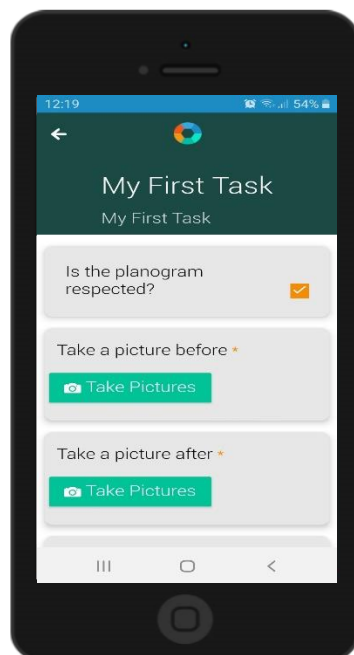 12:19 54%
My First Task
My First Task
Is the planogram
respected?
Take a picture before *
Take Pictures
Take a picture after *
Take Pictures